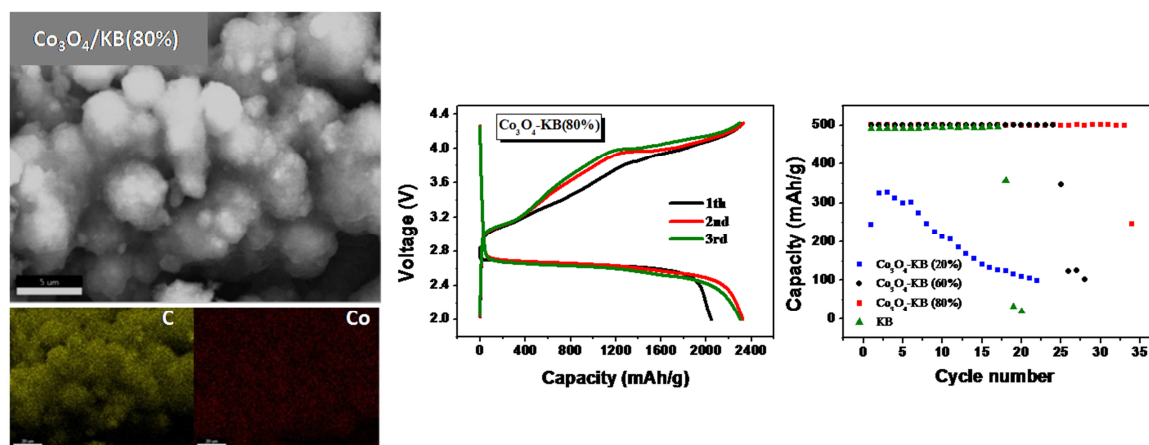 Co₃O₄/KB(80%)
5 um
C
Co
Voltage (V)
4.4
4.0
3.6
3.2
2.8
2.4
2.0
Co₃O₄-KB(80%)
1th
2nd
3rd
0
400
800
1200
1600
2000
2400
Capacity (mAh/g)
Capacity (mAh/g)
500
400
300
200
100
0
Co₃O₄-KB (20%)
Co₃O₄-KB (60%)
Co₃O₄-KB (80%)
KB
0
5
10
15
20
25
30
35
Cycle number